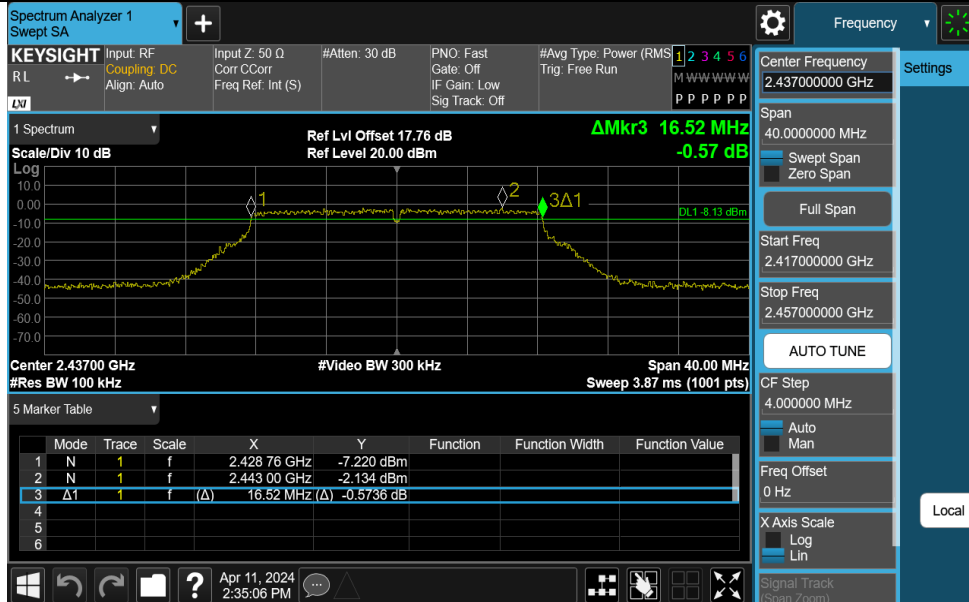 Spectrum Analyzer 1
Swept SA
Frequency
KEYSIGHT
Input: RF
Coupling: DC
Align: Auto
Input Z: 50 Ω
Corr CCorr
Freq Ref: Int (S)
#Atten: 30 dB
PNO: Fast
Gate: Off
IF Gain: Low
Sig Track: Off
#Avg Type: Power (RMS
Trig: Free Run
1 2 3 4 5 6
M W W W W W
P P P P P P
R L
LXI
1 Spectrum
Ref Lvl Offset 17.76 dB
ΔMkr3 16.52 MHz
Scale/Div 10 dB
Ref Level 20.00 dBm
-0.57 dB
Log
10.0
0.00
-10.0
-20.0
-30.0
-40.0
-50.0
-60.0
-70.0
1
2
3Δ1
DL1 -8.13 dBm
Center 2.43700 GHz
#Video BW 300 kHz
Span 40.00 MHz
#Res BW 100 kHz
Sweep 3.87 ms (1001 pts)
5 Marker Table
Mode Trace Scale X Y Function Function Width Function Value
1 N 1 f 2.428 76 GHz -7.220 dBm
2 N 1 f 2.443 00 GHz -2.134 dBm
3 Δ1 1 f (Δ) 16.52 MHz (Δ) -0.5736 dB
4
5
6
Apr 11, 2024
2:35:06 PM
Center Frequency
2.437000000 GHz
Span
40.0000000 MHz
Swept Span
Zero Span
Full Span
Start Freq
2.417000000 GHz
Stop Freq
2.457000000 GHz
AUTO TUNE
CF Step
4.000000 MHz
Auto
Man
Freq Offset
0 Hz
X Axis Scale
Log
Lin
Signal Track
(Span Zoom)
Settings
Local